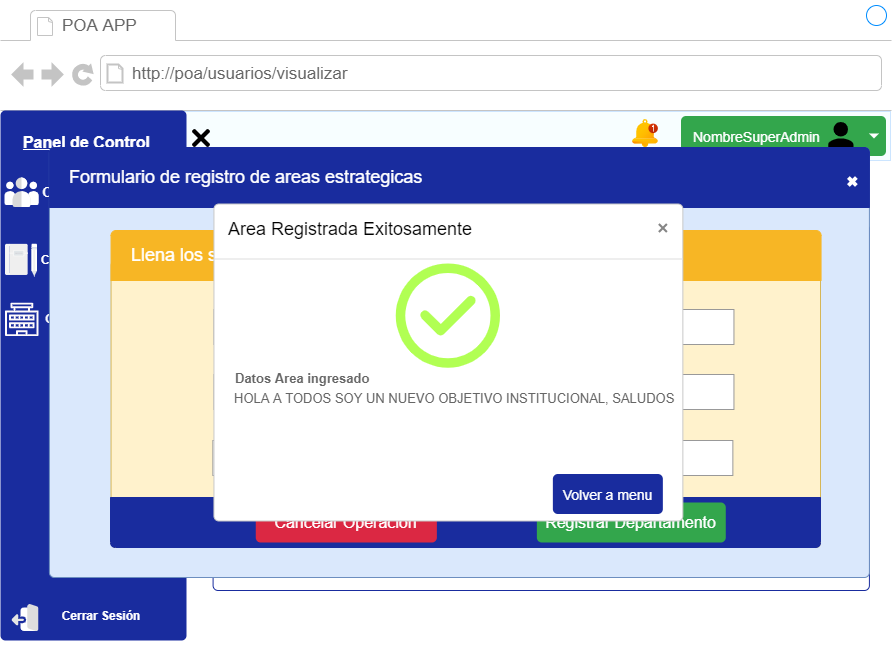 POA APP
http://poa/usuarios/visualizar
Panel de Control
1
NombreSuperAdmin
Formulario de registro de areas estrategicas
Area Registrada Exitosamente
Llena los
Datos Area ingresado
HOLA A TODOS SOY UN NUEVO OBJETIVO INSTITUCIONAL, SALUDOS
Volver a menu
Cancelar Operacion
Registrar Departamento
Cerrar Sesión